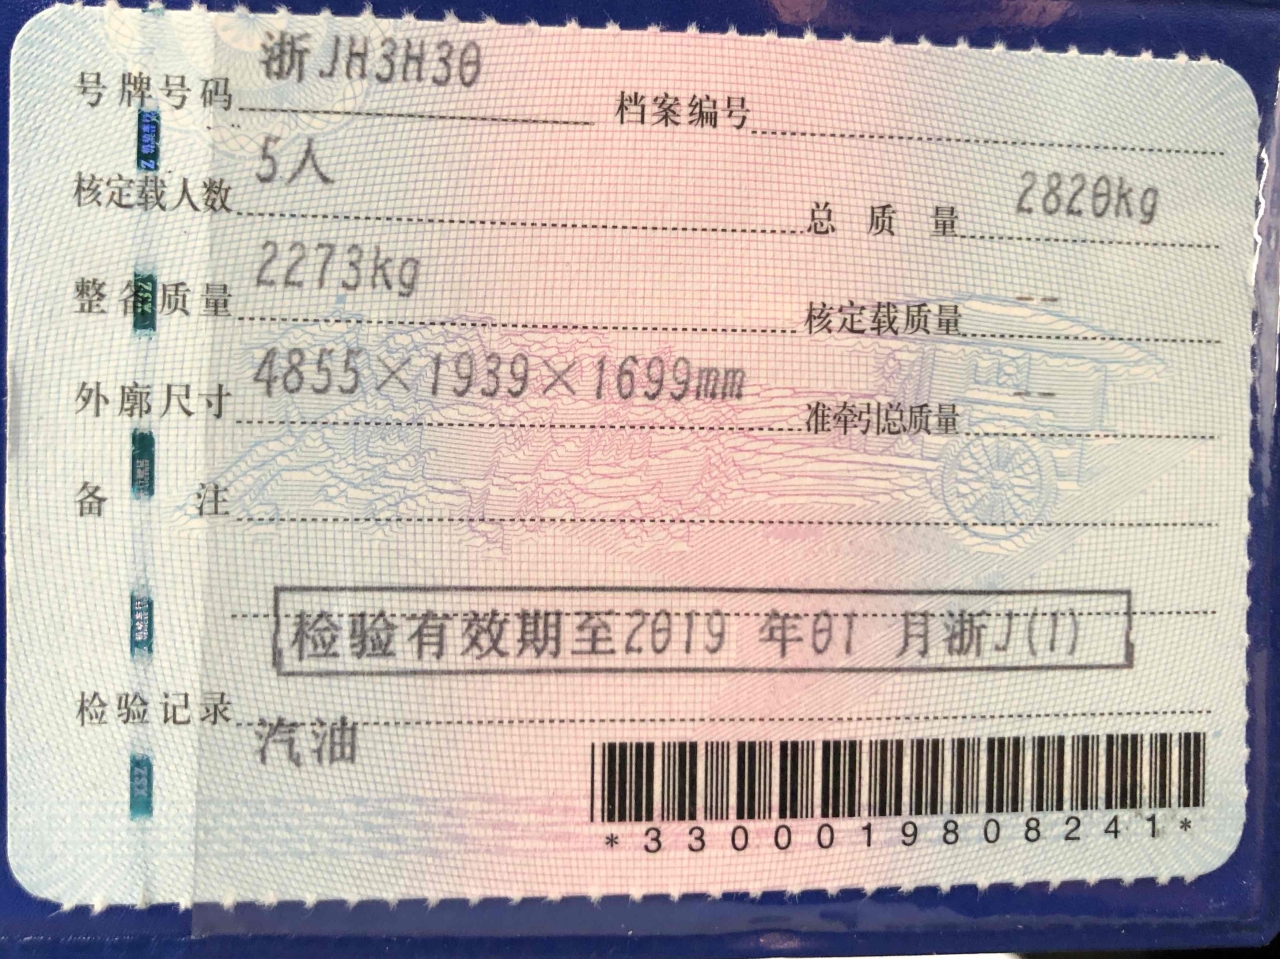 号牌号码 浙JH3H30 档案编号
核定载人数 5人 总质量 2820kg
整备质量 2273kg 核定载质量 --
外廓尺寸 4855×1939×1699mm 准牵引总质量 --
备注
检验有效期至2019 年01 月浙J(1)
检验记录
汽油
*3300019808241*